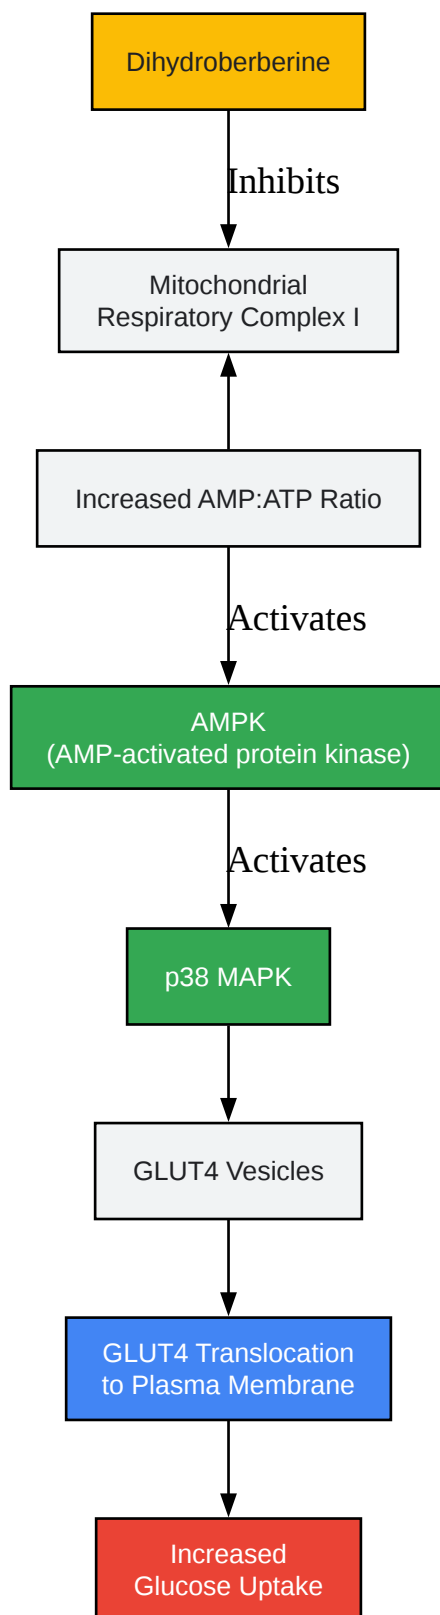 Dihydroberberine
Inhibits
Mitochondrial
Respiratory Complex I
Increased AMP:ATP Ratio
Activates
AMPK
(AMP-activated protein kinase)
Activates
p38 MAPK
GLUT4 Vesicles
GLUT4 Translocation
to Plasma Membrane
Increased
Glucose Uptake